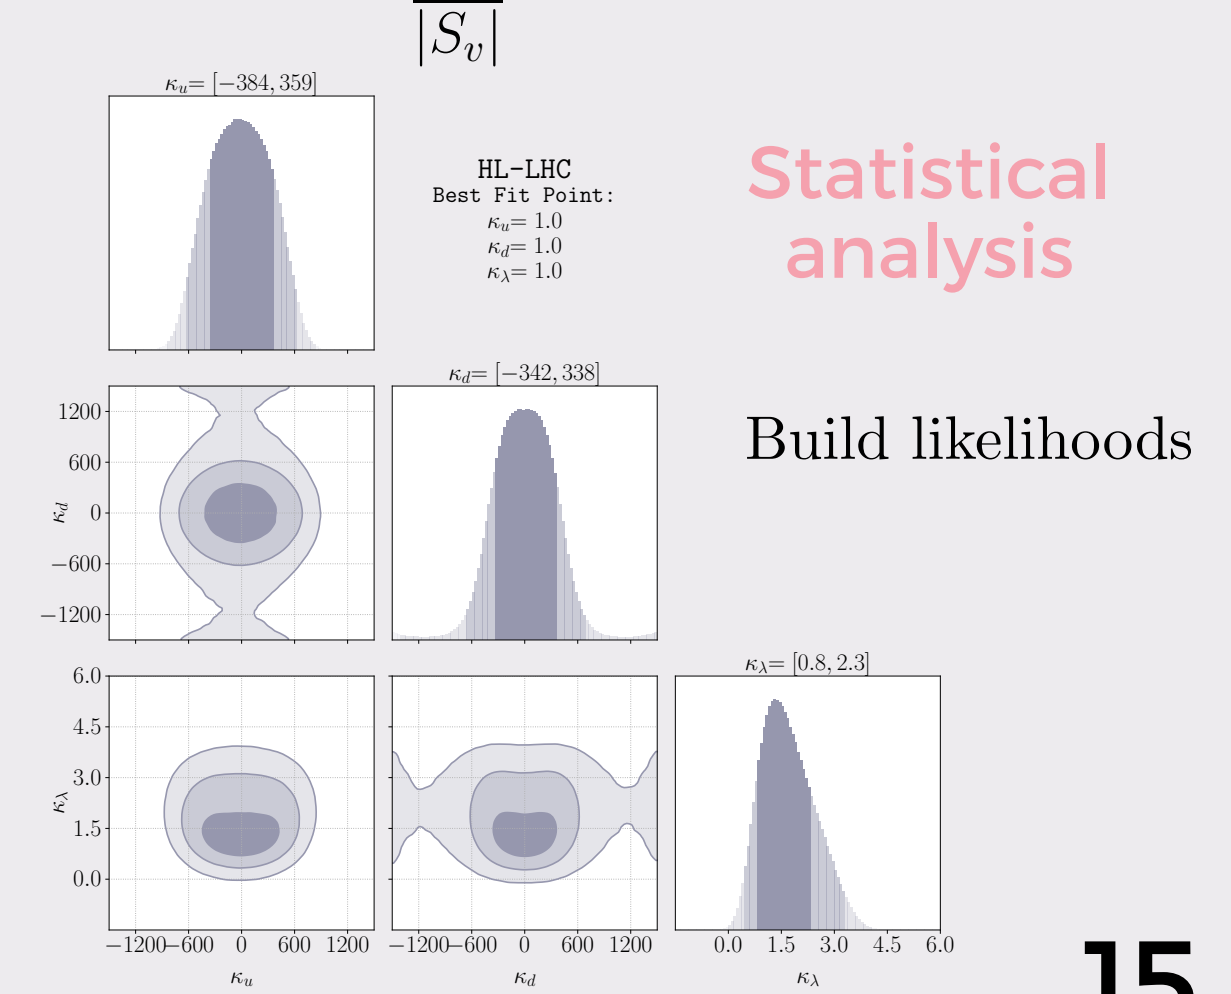 |S_v|
κ_u= [−384, 359]
HL-LHC
Best Fit Point:
κ_u= 1.0
κ_d= 1.0
κ_λ= 1.0
Statistical
analysis
κ_d= [−342, 338]
Build likelihoods
1200
600
0
−600
−1200
κ_d
κ_λ= [0.8, 2.3]
6.0
4.5
3.0
1.5
0.0
κ_λ
−1200 −600 0 600 1200
−1200 −600 0 600 1200
0.0 1.5 3.0 4.5 6.0
κ_u
κ_d
κ_λ
15